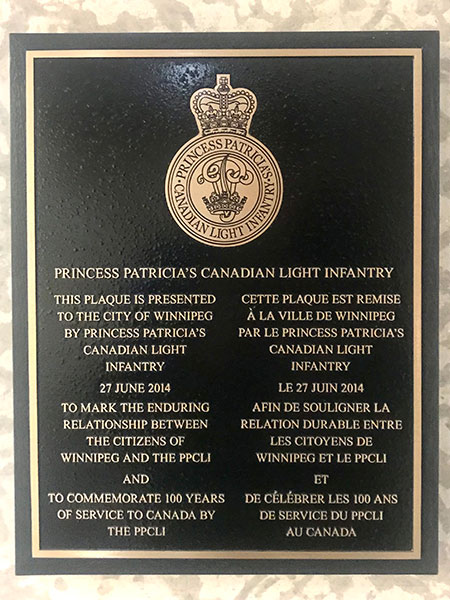 PRINCESS PATRICIA'S
CANADIAN LIGHT INFANTRY
PRINCESS PATRICIA'S CANADIAN LIGHT INFANTRY
THIS PLAQUE IS PRESENTED
TO THE CITY OF WINNIPEG
BY PRINCESS PATRICIA'S
CANADIAN LIGHT
INFANTRY
27 JUNE 2014
TO MARK THE ENDURING
RELATIONSHIP BETWEEN
THE CITIZENS OF
WINNIPEG AND THE PPCLI
AND
TO COMMEMORATE 100 YEARS
OF SERVICE TO CANADA BY
THE PPCLI
CETTE PLAQUE EST REMISE
À LA VILLE DE WINNIPEG
PAR LE PRINCESS PATRICIA'S
CANADIAN LIGHT
INFANTRY
LE 27 JUIN 2014
AFIN DE SOULIGNER LA
RELATION DURABLE ENTRE
LES CITOYENS DE
WINNIPEG ET LE PPCLI
ET
DE CÉLÉBRER LES 100 ANS
DE SERVICE DU PPCLI
AU CANADA